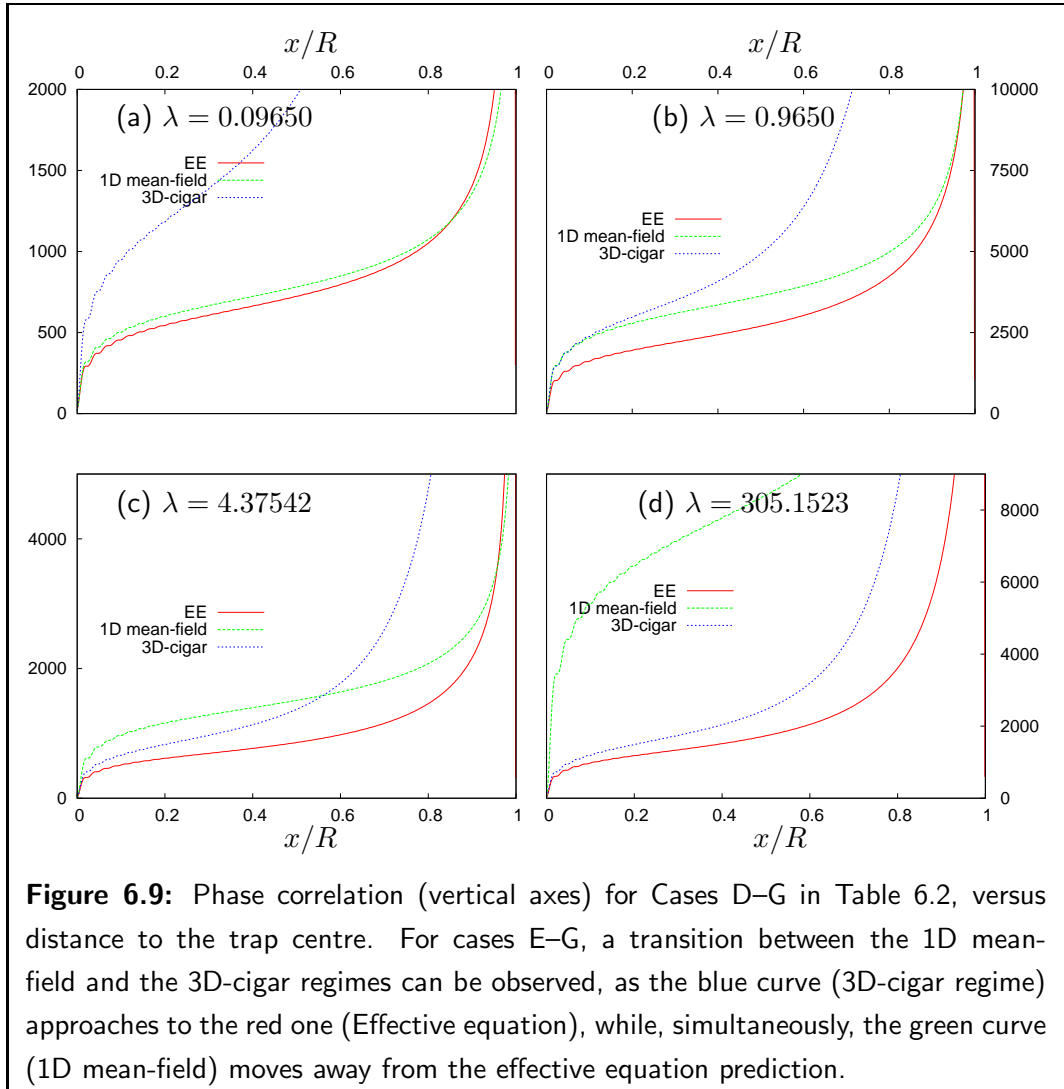 x/R x/R
0 0.2 0.4 0.6 0.8 1 0 0.2 0.4 0.6 0.8 1
(a) λ = 0.09650
2000
1500
1000
500
0
EE
1D mean-field
3D-cigar
(b) λ = 0.9650
10000
7500
5000
2500
0
EE
1D mean-field
3D-cigar
(c) λ = 4.37542
4000
2000
0
EE
1D mean-field
3D-cigar
(d) λ = 305.1523
8000
6000
4000
2000
0
EE
1D mean-field
3D-cigar
0 0.2 0.4 0.6 0.8 1 0 0.2 0.4 0.6 0.8 1
x/R x/R
Figure 6.9: Phase correlation (vertical axes) for Cases D–G in Table 6.2, versus
distance to the trap centre. For cases E–G, a transition between the 1D mean-
field and the 3D-cigar regimes can be observed, as the blue curve (3D-cigar regime)
approaches to the red one (Effective equation), while, simultaneously, the green curve
(1D mean-field) moves away from the effective equation prediction.